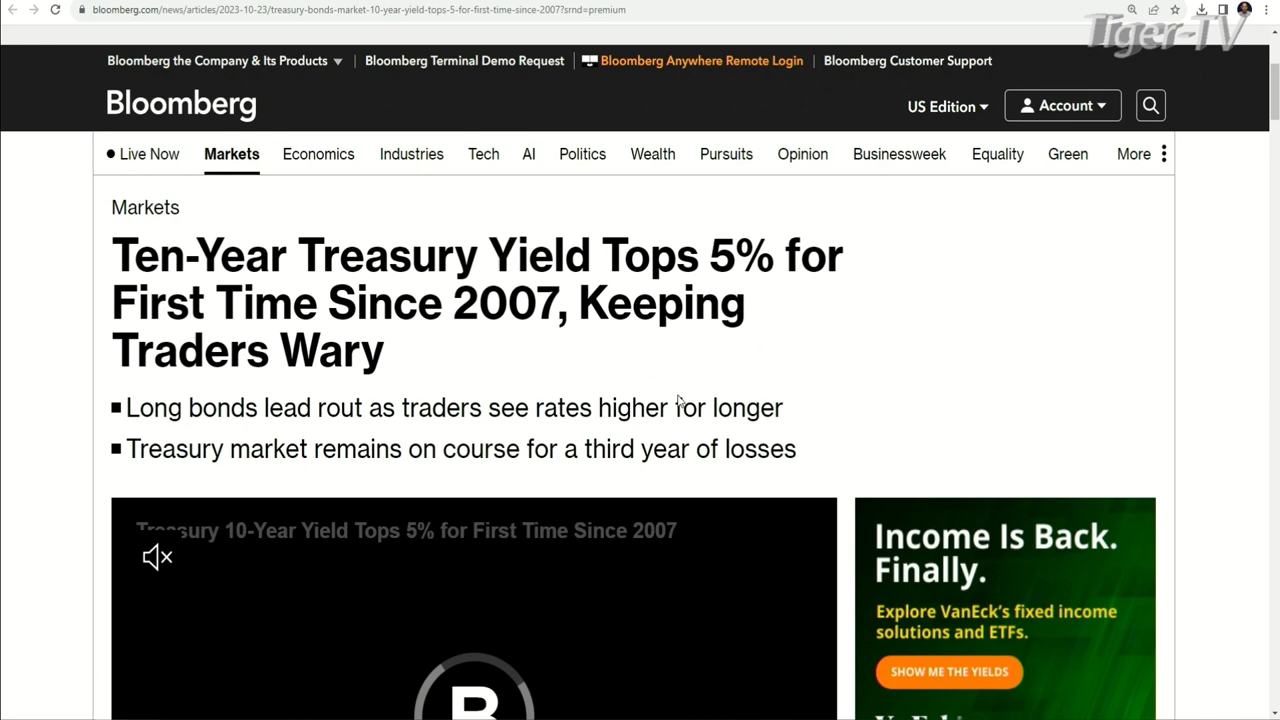 bloomberg.com/news/articles/2023-10-23/treasury-bonds-market-10-year-yield-tops-5-for-first-time-since-2007?srnd=premium
Tiger-TV
Bloomberg the Company & Its Products
Bloomberg Terminal Demo Request
Bloomberg Anywhere Remote Login
Bloomberg Customer Support
Bloomberg
US Edition
Account
Live Now
Markets
Economics
Industries
Tech
AI
Politics
Wealth
Pursuits
Opinion
Businessweek
Equality
Green
More
Markets
Ten-Year Treasury Yield Tops 5% for
First Time Since 2007, Keeping
Traders Wary
Long bonds lead rout as traders see rates higher for longer
Treasury market remains on course for a third year of losses
Treasury 10-Year Yield Tops 5% for First Time Since 2007
B
Income Is Back.
Finally.
Explore VanEck's fixed income
solutions and ETFs.
SHOW ME THE YIELDS